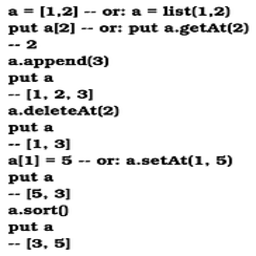 a = [1,2] -- or: a = list(1,2)
put a[2] -- or: put a.getAt(2)
-- 2
a.append(3)
put a
-- [1, 2, 3]
a.deleteAt(2)
put a
-- [1, 3]
a[1] = 5 -- or: a.setAt(1, 5)
put a
-- [5, 3]
a.sort()
put a
-- [3, 5]